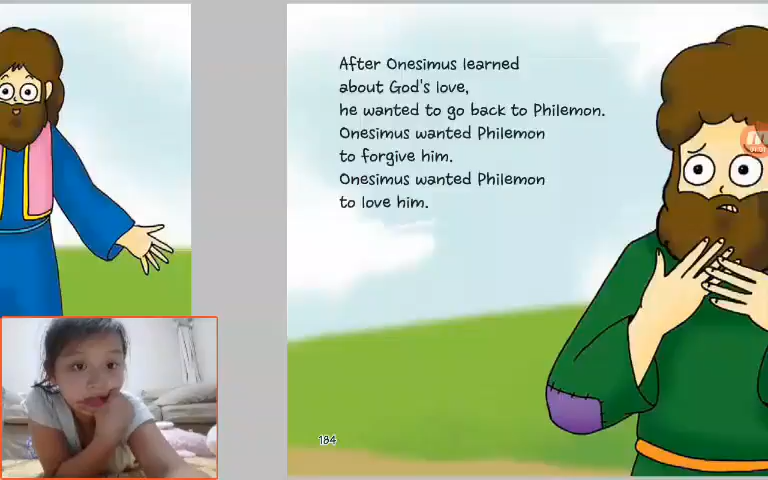 After Onesimus learned
about God's love,
he wanted to go back to Philemon.
Onesimus wanted Philemon
to forgive him.
Onesimus wanted Philemon
to love him.
184